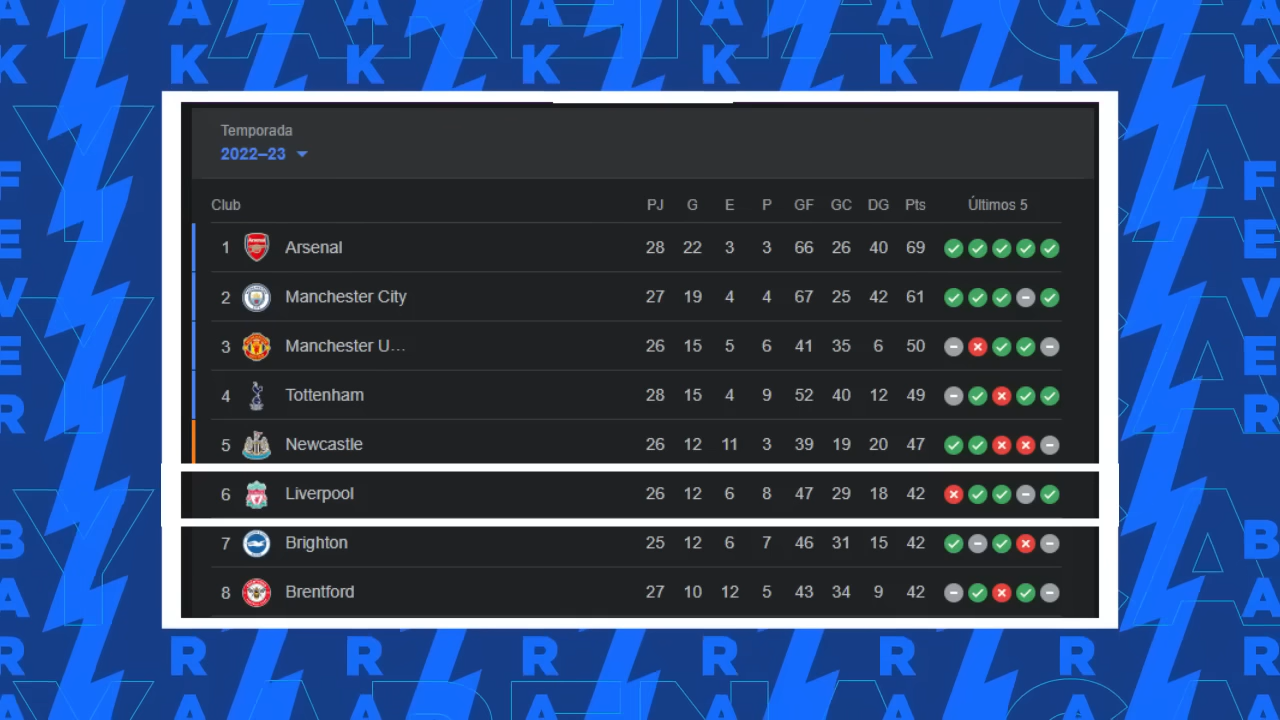 Temporada
2022–23
Club PJ G E P GF GC DG Pts Últimos 5
1 Arsenal 28 22 3 3 66 26 40 69
2 Manchester City 27 19 4 4 67 25 42 61
3 Manchester U... 26 15 5 6 41 35 6 50
4 Tottenham 28 15 4 9 52 40 12 49
5 Newcastle 26 12 11 3 39 19 20 47
6 Liverpool 26 12 6 8 47 29 18 42
7 Brighton 25 12 6 7 46 31 15 42
8 Brentford 27 10 12 5 43 34 9 42